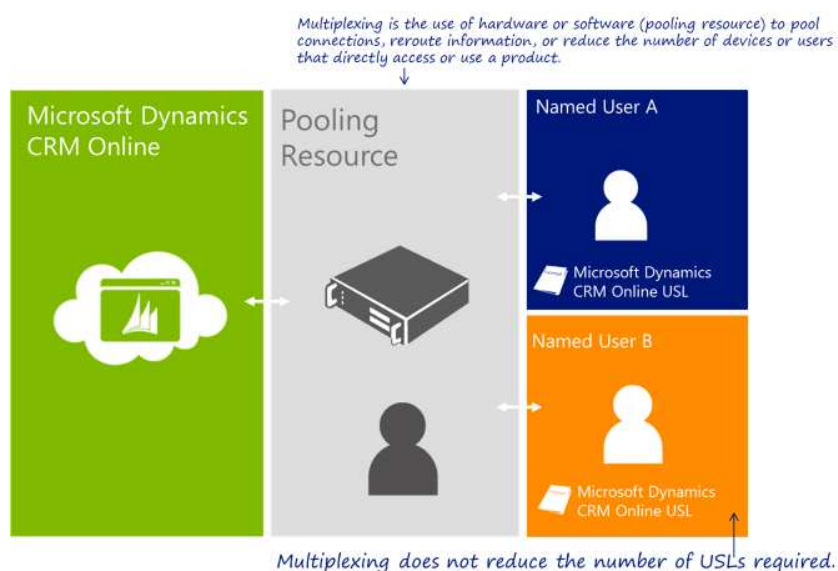 Multiplexing is the use of hardware or software (pooling resource) to pool
connections, reroute information, or reduce the number of devices or users
that directly access or use a product.
Microsoft Dynamics
CRM Online
Pooling
Resource
Named User A
Microsoft Dynamics
CRM Online USL
Named User B
Microsoft Dynamics
CRM Online USL
Multiplexing does not reduce the number of USLs required.